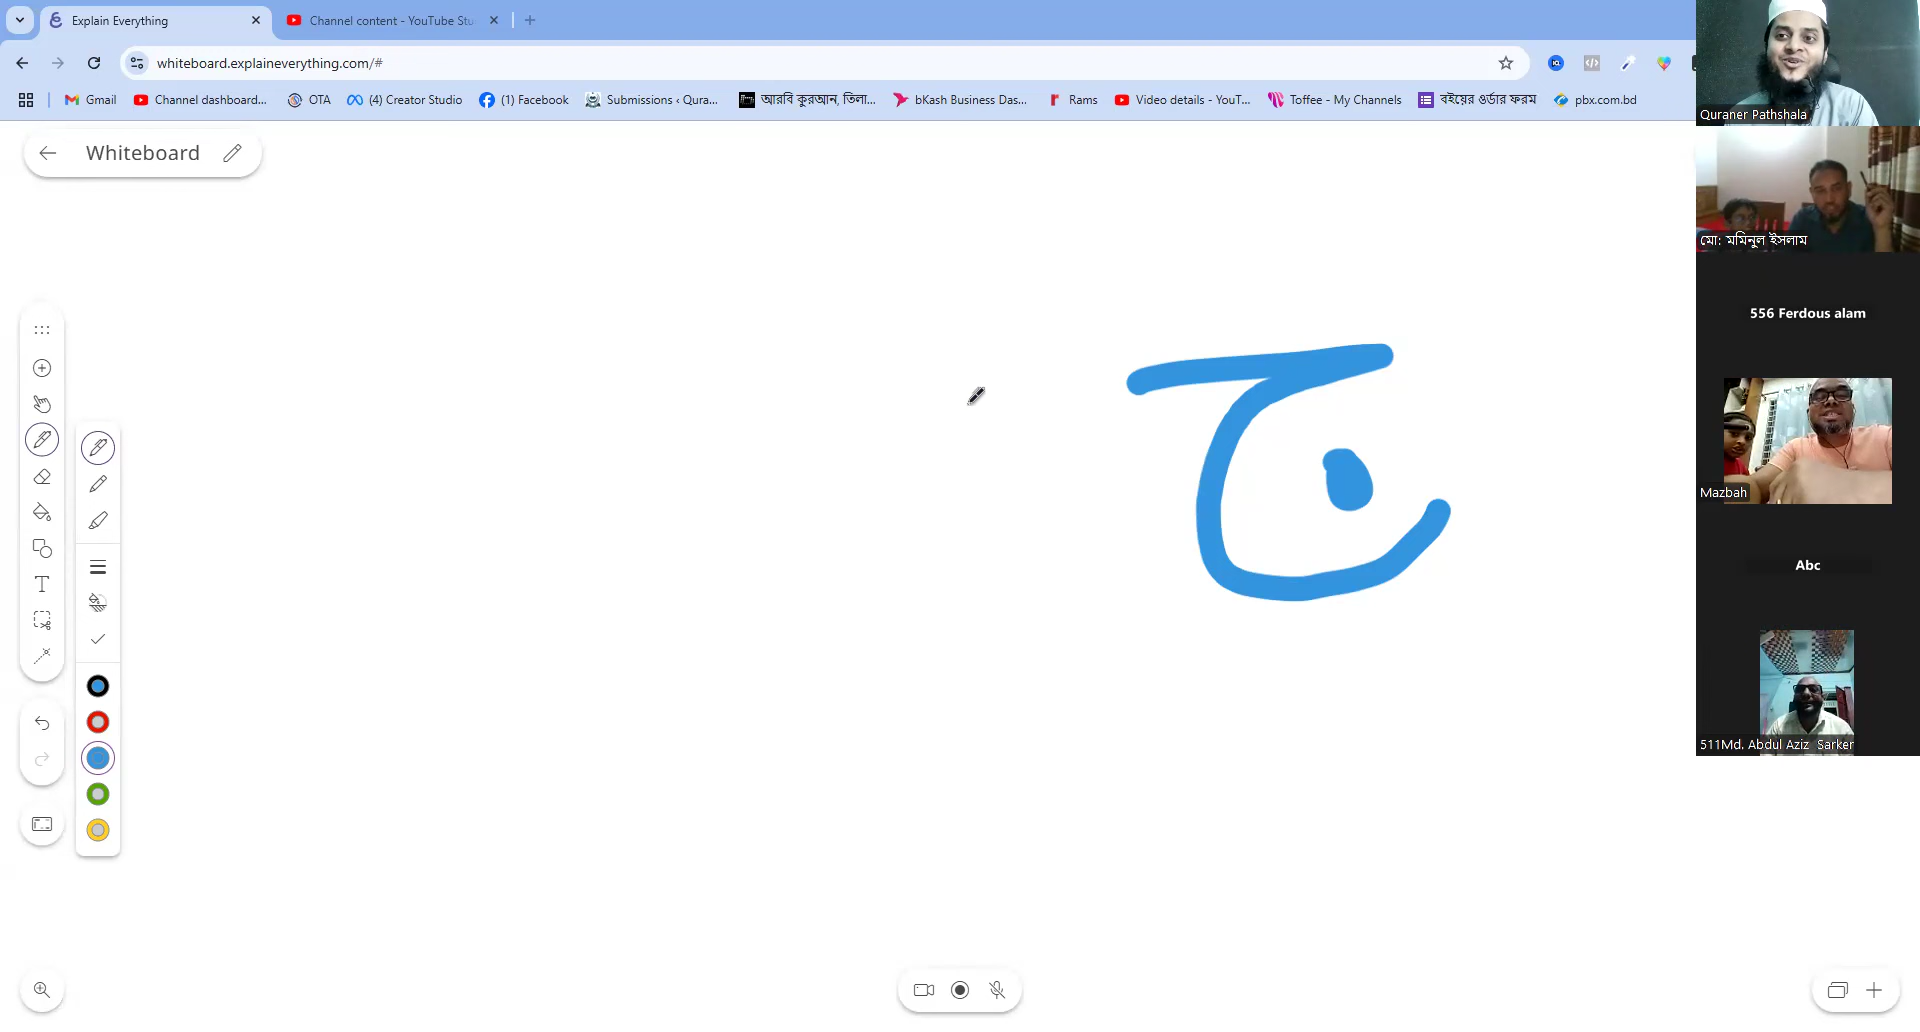 Explain Everything
Channel content - YouTube Stu
whiteboard.explaineverything.com/#
Gmail
Channel dashboard...
OTA
(4) Creator Studio
(1) Facebook
Submissions ‹ Qura...
আরবি কুরআন, তিলা...
bKash Business Das...
Rams
Video details - YouT...
Toffee - My Channels
বইয়ের ওর্ডার ফরম
pbx.com.bd
Whiteboard
ج
Quraner Pathshala
মো: মমিনুল ইসলাম
556 Ferdous alam
Mazbah
Abc
511Md. Abdul Aziz Sarker